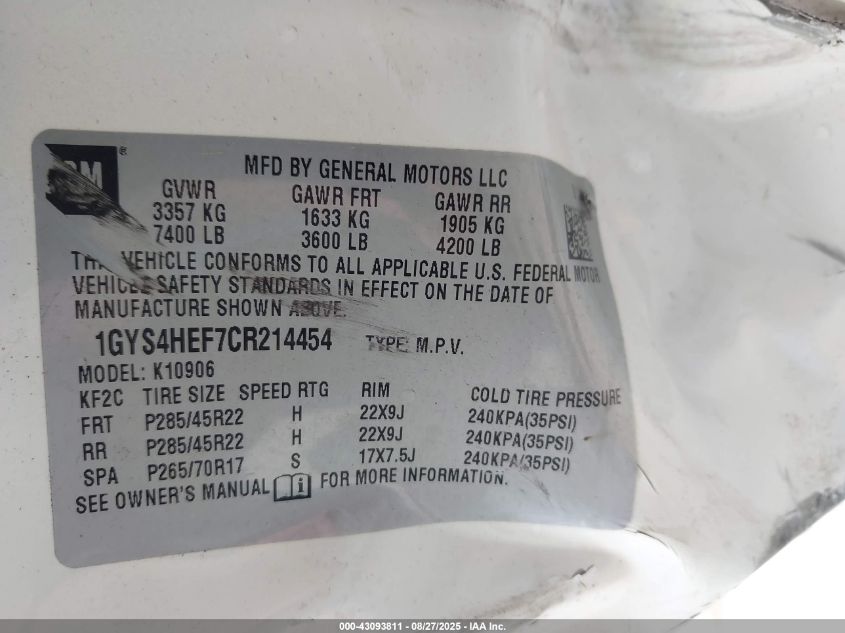 GM ®
MFD BY GENERAL MOTORS LLC
GVWR GAWR FRT GAWR RR
3357 KG 1633 KG 1905 KG
7400 LB 3600 LB 4200 LB
THIS VEHICLE CONFORMS TO ALL APPLICABLE U.S. FEDERAL MOTOR
VEHICLE SAFETY STANDARDS IN EFFECT ON THE DATE OF
MANUFACTURE SHOWN ABOVE.
1GYS4HEF7CR214454 TYPE: M.P.V.
MODEL: K10906
KF2C TIRE SIZE SPEED RTG RIM COLD TIRE PRESSURE
FRT P285/45R22 H 22X9J 240KPA(35PSI)
RR P285/45R22 H 22X9J 240KPA(35PSI)
SPA P265/70R17 S 17X7.5J 240KPA(35PSI)
SEE OWNER'S MANUAL i FOR MORE INFORMATION.
000-43093811 - 08/27/2025 - IAA Inc.